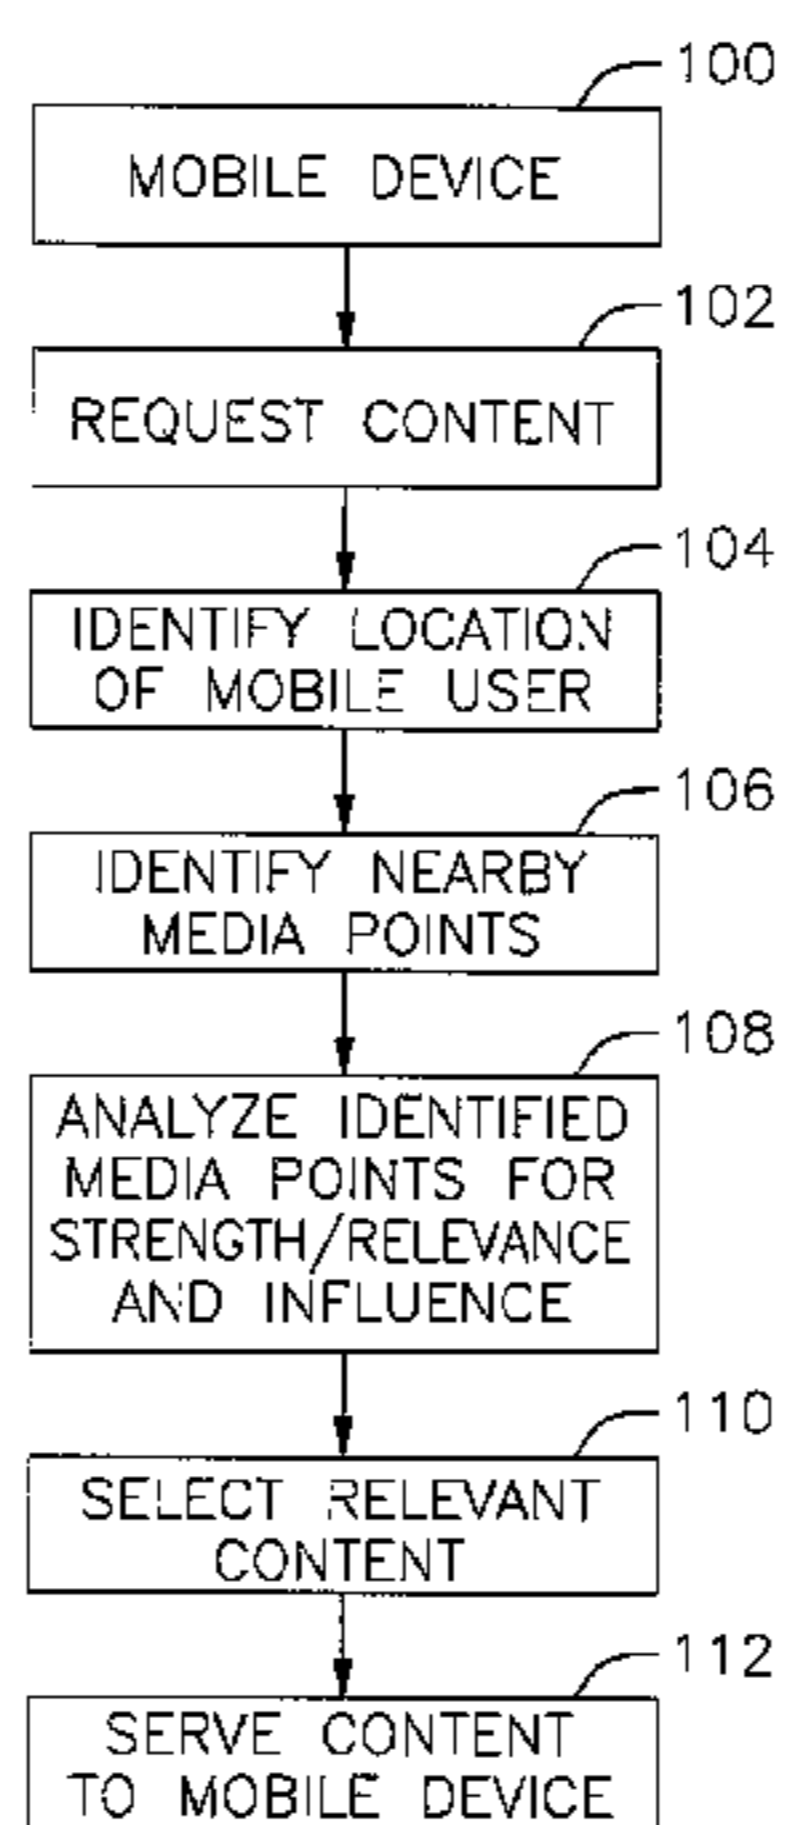 100
MOBILE DEVICE
102
REQUEST CONTENT
104
IDENTIFY LOCATION
OF MOBILE USER
106
IDENTIFY NEARBY
MEDIA POINTS
108
ANALYZE IDENTIFIED
MEDIA POINTS FOR
STRENGTH/RELEVANCE
AND INFLUENCE
110
SELECT RELEVANT
CONTENT
112
SERVE CONTENT
TO MOBILE DEVICE